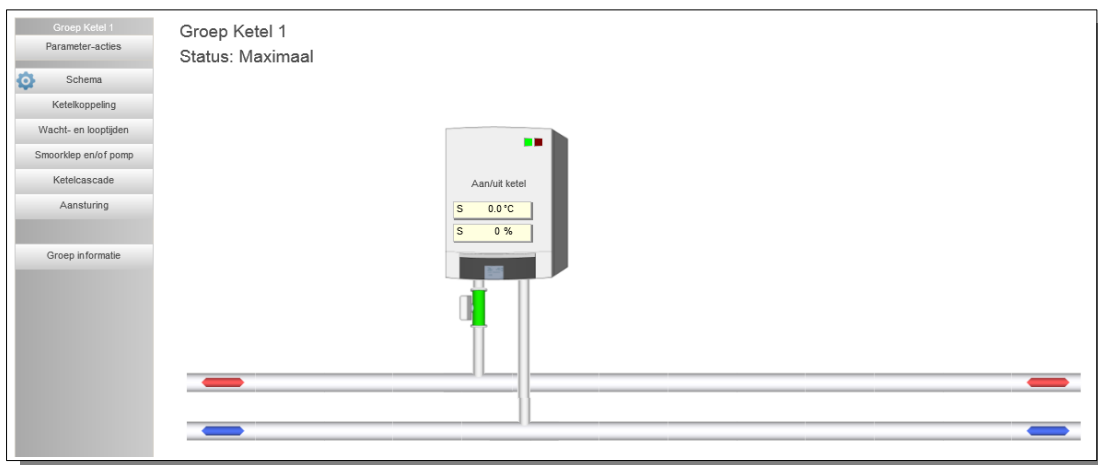 Groep Ketel 1
Parameter-acties
Schema
Ketelkoppeling
Wacht- en looptijden
Smoorklep en/of pomp
Ketelcascade
Aansturing
Groep informatie
Groep Ketel 1
Status: Maximaal
Aan/uit ketel
S 0.0 °C
S 0 %